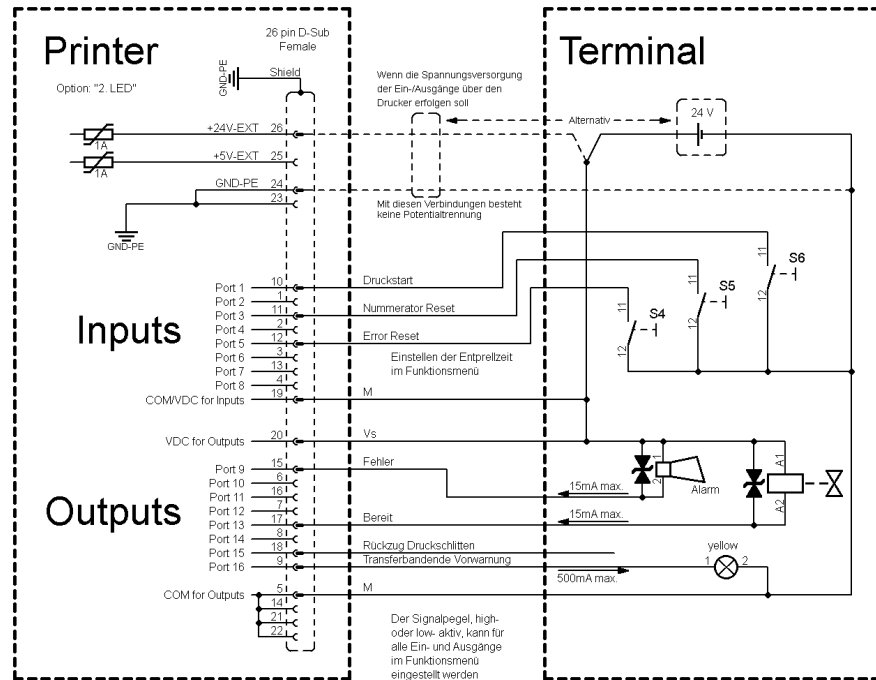 Printer
26 pin D-Sub
Female
Terminal
Option: "2. LED"
GND-PE
Shield
Wenn die Spannungsversorgung
der Ein-/Ausgänge über den
Drucker erfolgen soll
Alternativ
24 V
1A
+24V-EXT 26
1A
+5V-EXT 25
GND-PE 24
23
GND-PE
Mit diesen Verbindungen besteht
keine Potentialtrennung
Inputs
Port 1 10 Druckstart
Port 2 1
Port 3 11 Nummerator Reset
Port 4 2
Port 5 12 Error Reset
Port 6 3
Port 7 13
Port 8 4
COM/VDC for Inputs 19 M
Einstellen der Entprellzeit
im Funktionsmenü
11 12 S4
11 12 S5
11 12 S6
VDC for Outputs 20 Vs
Outputs
Port 9 15 Fehler
Port 10 6
Port 11 16
Port 12 7
Port 13 17 Bereit
Port 14 8
Port 15 18 Rückzug Druckschlitten
Port 16 9 Transferbandende Vorwarnung
COM for Outputs 5 M
14
21
22
15mA max.
15mA max.
500mA max.
1 2 Alarm
A1 A2
yellow
1 2
Der Signalpegel, high-
oder low- aktiv, kann für
alle Ein- und Ausgänge
im Funktionsmenü
eingestellt werden